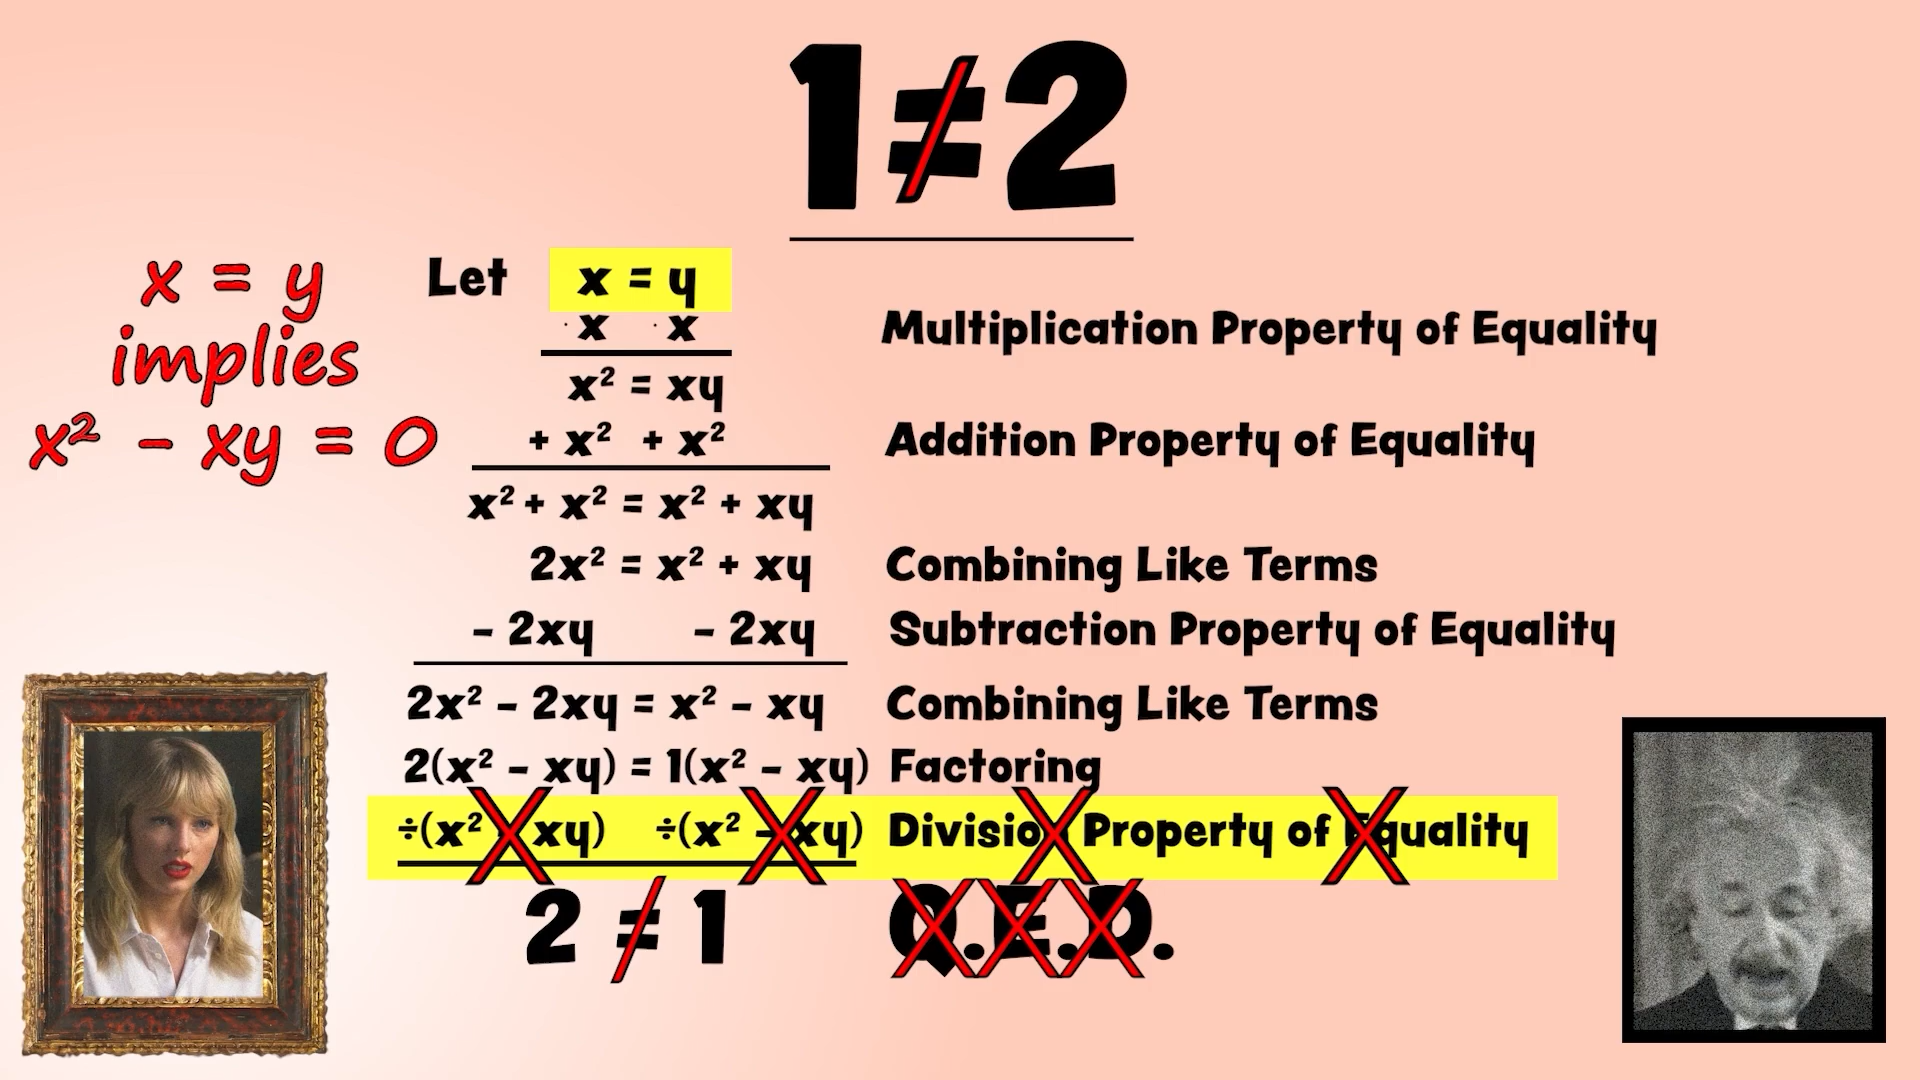 1≠2
x = y
implies
x² - xy = 0
Let x = y
· x · x Multiplication Property of Equality
x² = xy
+ x² + x² Addition Property of Equality
x² + x² = x² + xy
2x² = x² + xy Combining Like Terms
- 2xy - 2xy Subtraction Property of Equality
2x² - 2xy = x² - xy Combining Like Terms
2(x² - xy) = 1(x² - xy) Factoring
÷(x² - xy) ÷(x² - xy) Division Property of Equality
2 ≠ 1 Q.E.D.